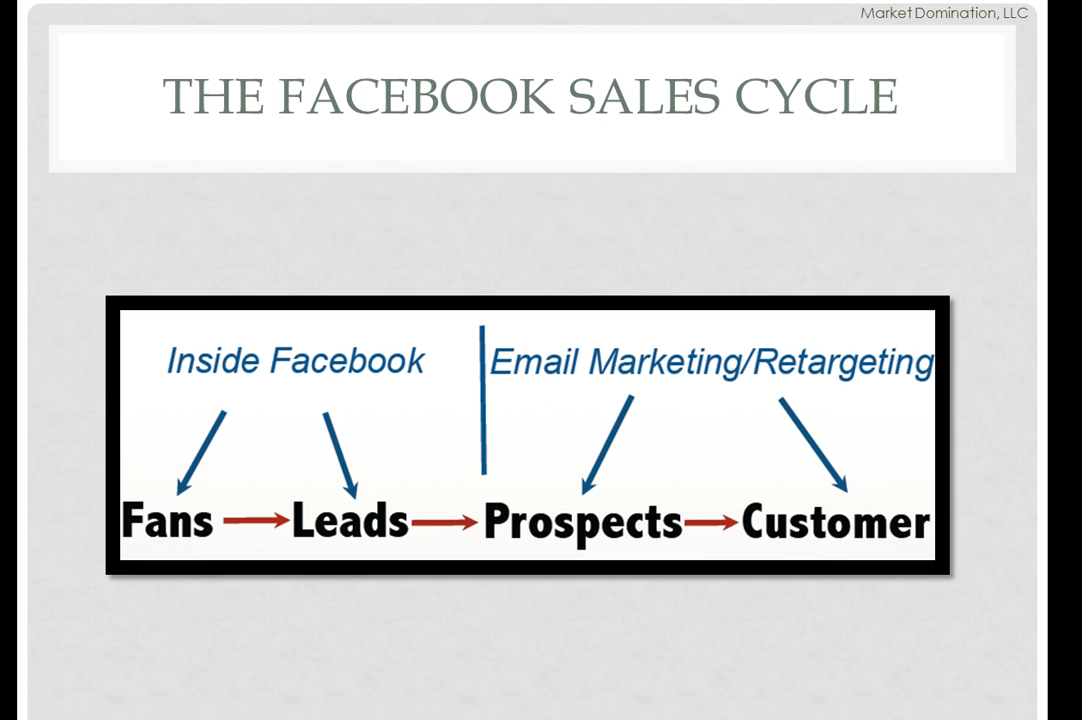 Market Domination, LLC
THE FACEBOOK SALES CYCLE
Inside Facebook
Email Marketing/Retargeting
Fans Leads Prospects Customer